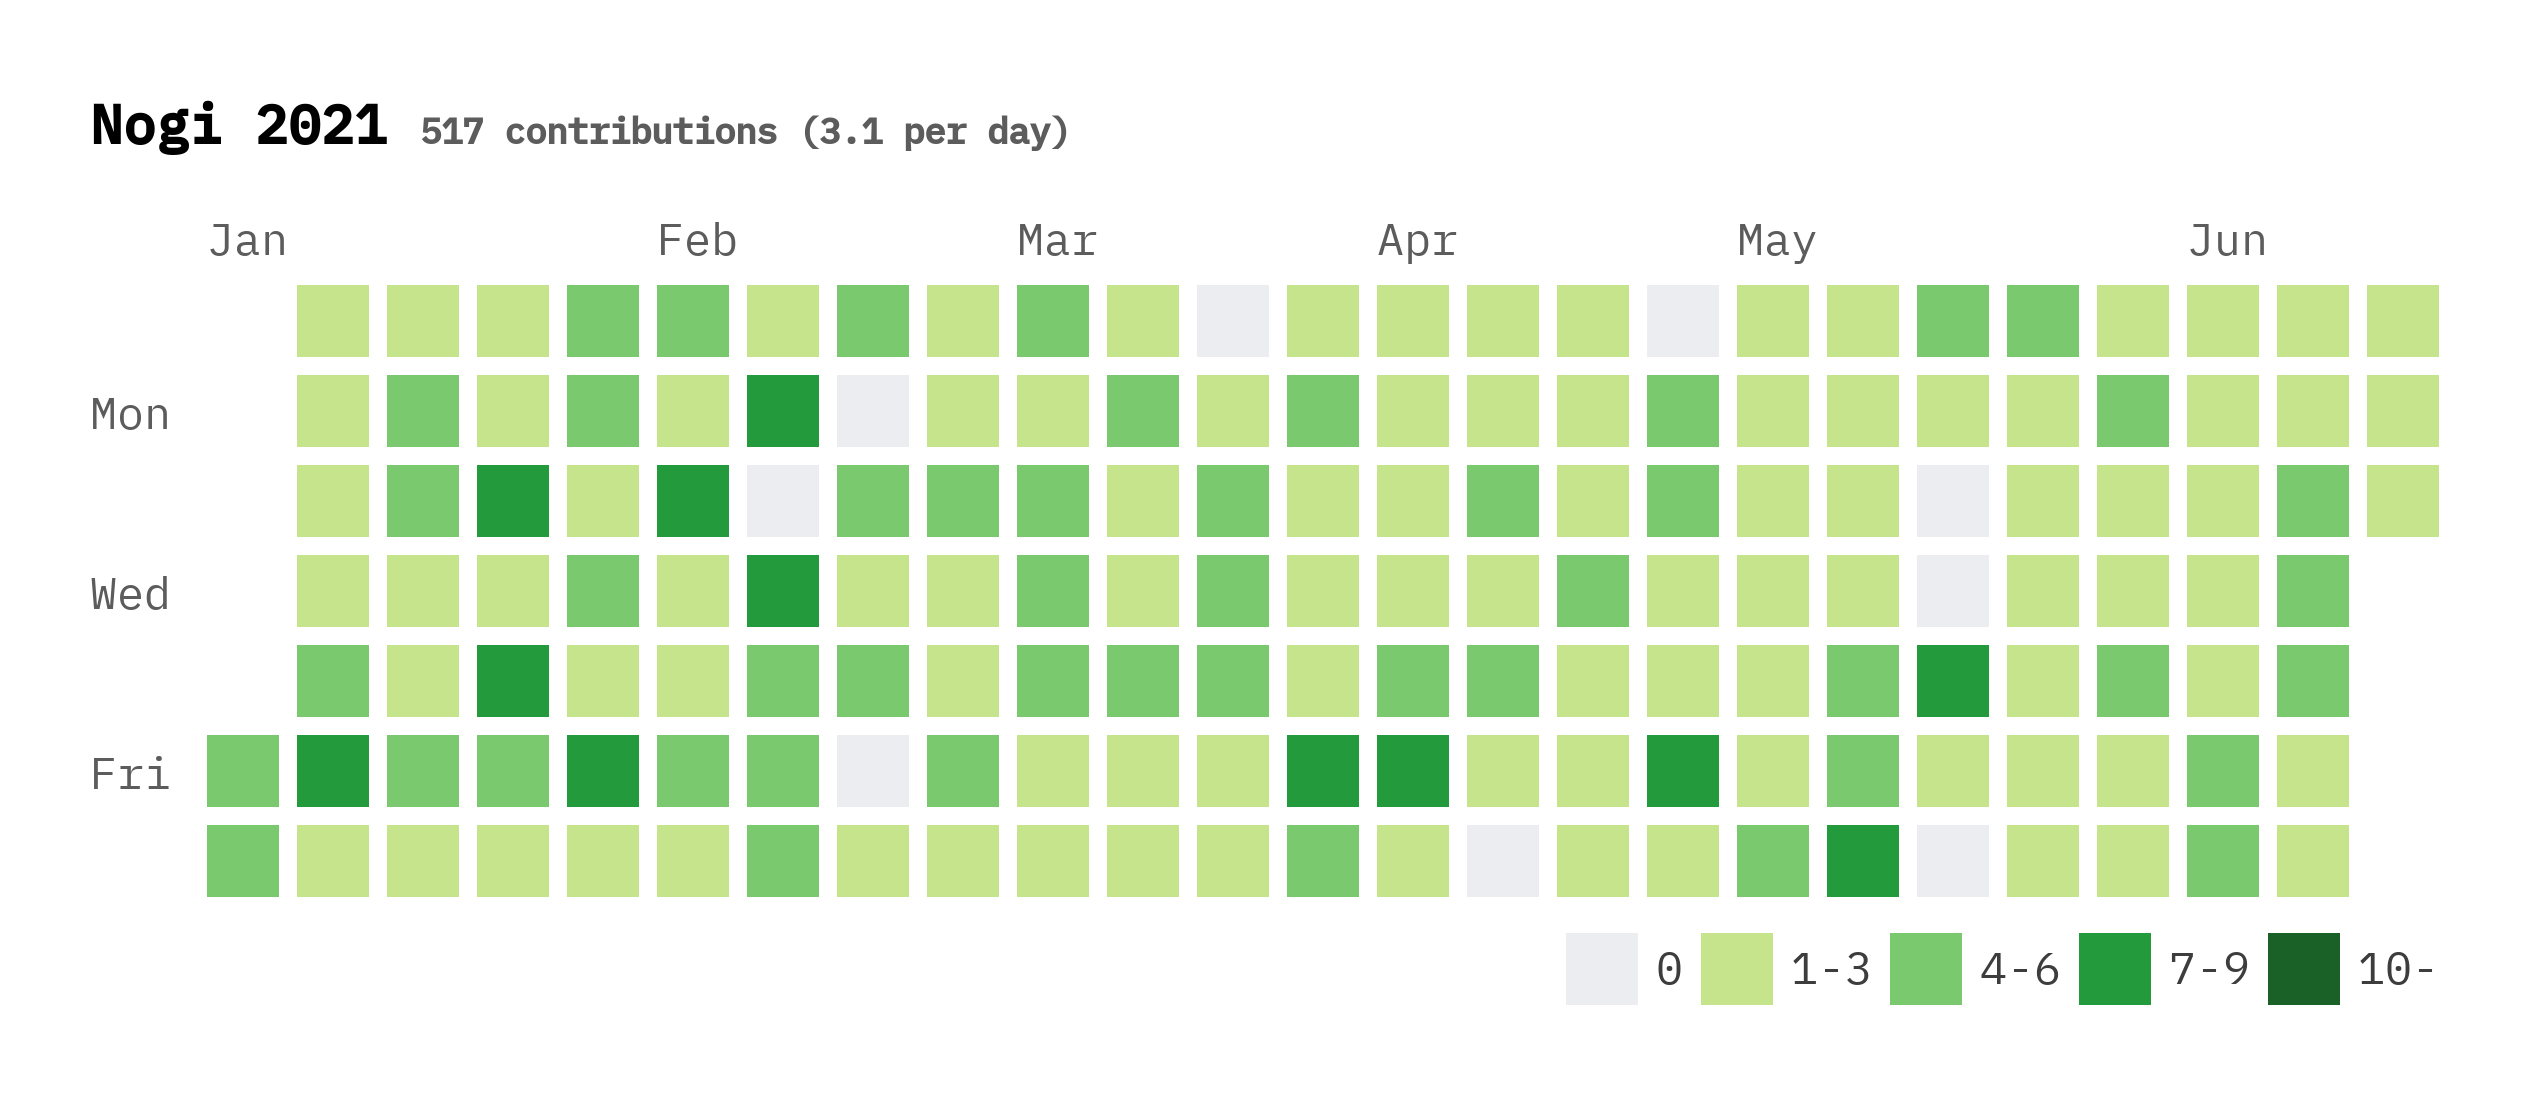 Nogi 2021 517 contributions (3.1 per day)
Jan Feb Mar Apr May Jun
Mon
Wed
Fri
0 1-3 4-6 7-9 10-